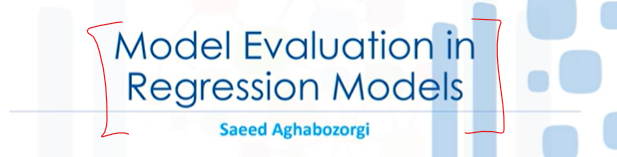 Model Evaluation in
Regression Models
Saeed Aghabozorgi